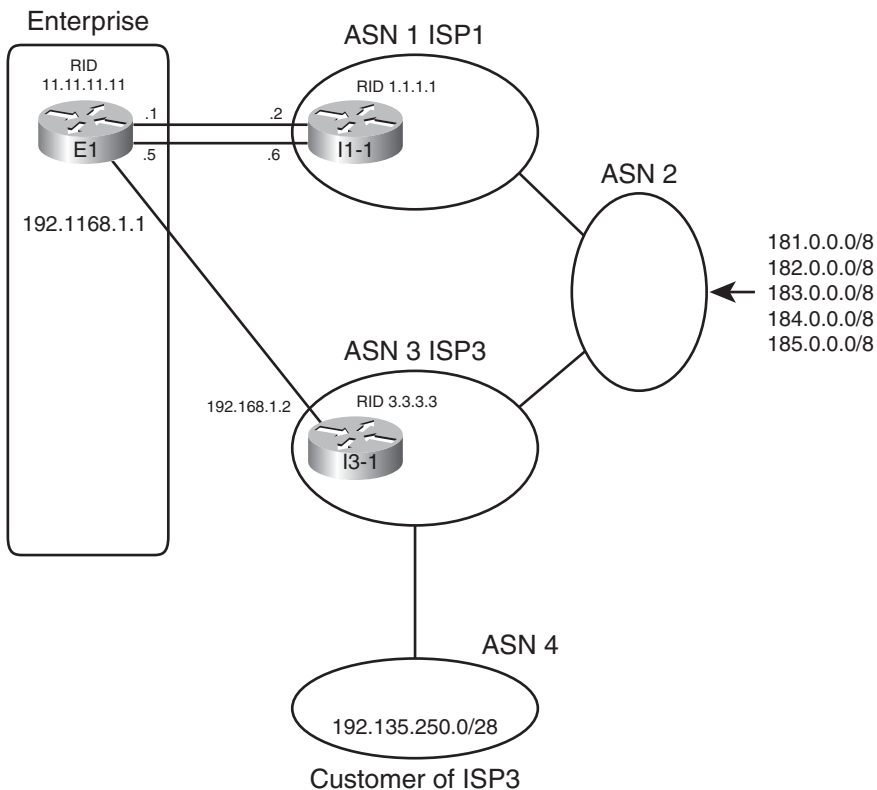 Enterprise
RID
11.11.11.11
E1
.1
.5
192.1168.1.1
ASN 1 ISP1
RID 1.1.1.1
.2
.6
I1-1
ASN 2
181.0.0.0/8
182.0.0.0/8
183.0.0.0/8
184.0.0.0/8
185.0.0.0/8
ASN 3 ISP3
192.168.1.2
RID 3.3.3.3
I3-1
ASN 4
192.135.250.0/28
Customer of ISP3